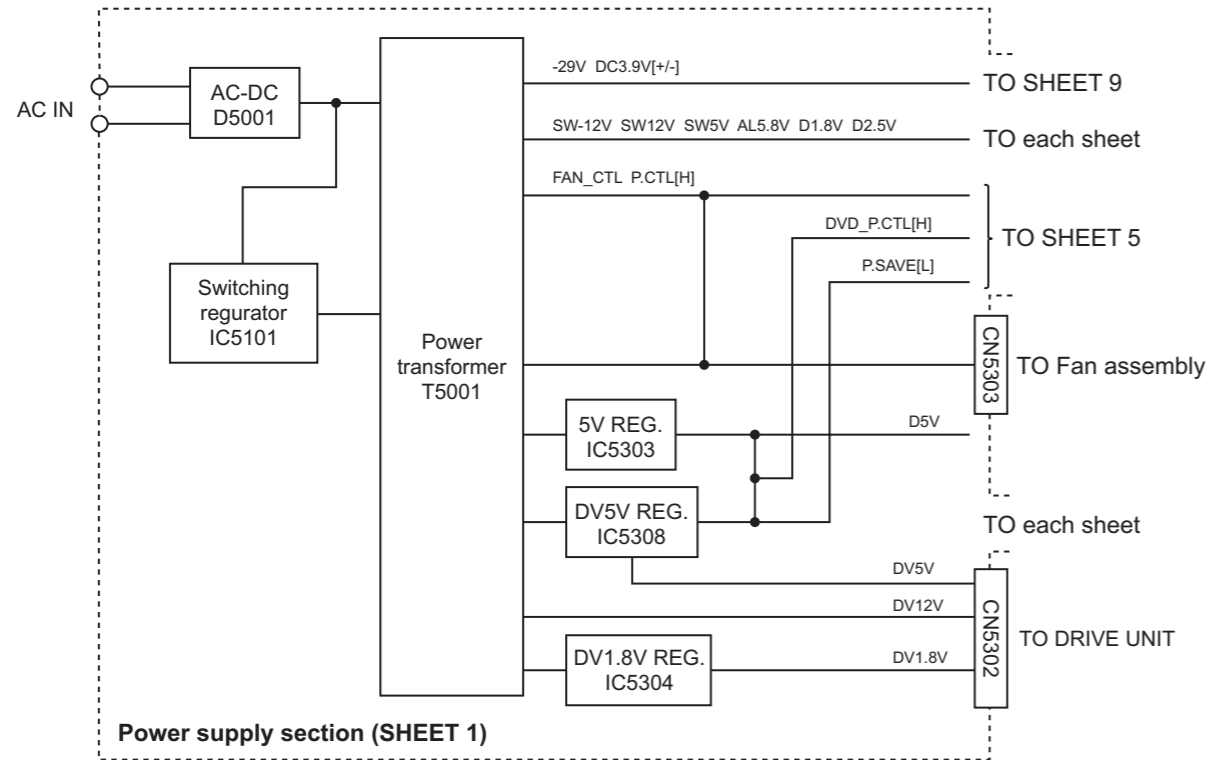 AC IN
AC-DC
D5001
Switching
regurator
IC5101
Power
transformer
T5001
-29V DC3.9V[+/-]
TO SHEET 9
SW-12V SW12V SW5V AL5.8V D1.8V D2.5V
TO each sheet
FAN_CTL P.CTL[H]
DVD_P.CTL[H]
P.SAVE[L]
TO SHEET 5
CN5303
TO Fan assembly
5V REG.
IC5303
D5V
DV5V REG.
IC5308
TO each sheet
DV5V
DV12V
DV1.8V REG.
IC5304
DV1.8V
CN5302
TO DRIVE UNIT
Power supply section (SHEET 1)